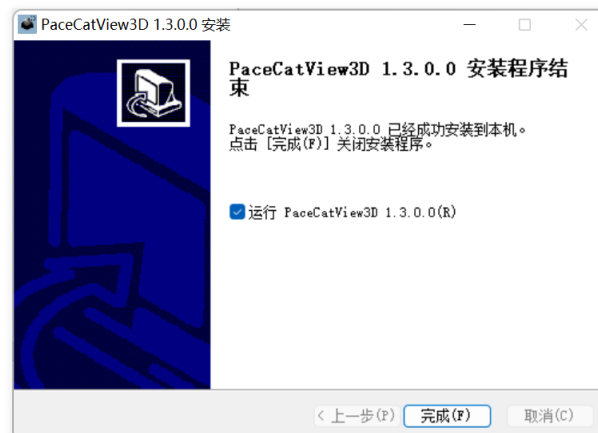 PaceCatView3D 1.3.0.0 安装
PaceCatView3D 1.3.0.0 安装程序结
束
PaceCatView3D 1.3.0.0 已经成功安装到本机。
点击 [完成(F)] 关闭安装程序。
运行 PaceCatView3D 1.3.0.0(R)
< 上一步(P) 完成(F) 取消(C)